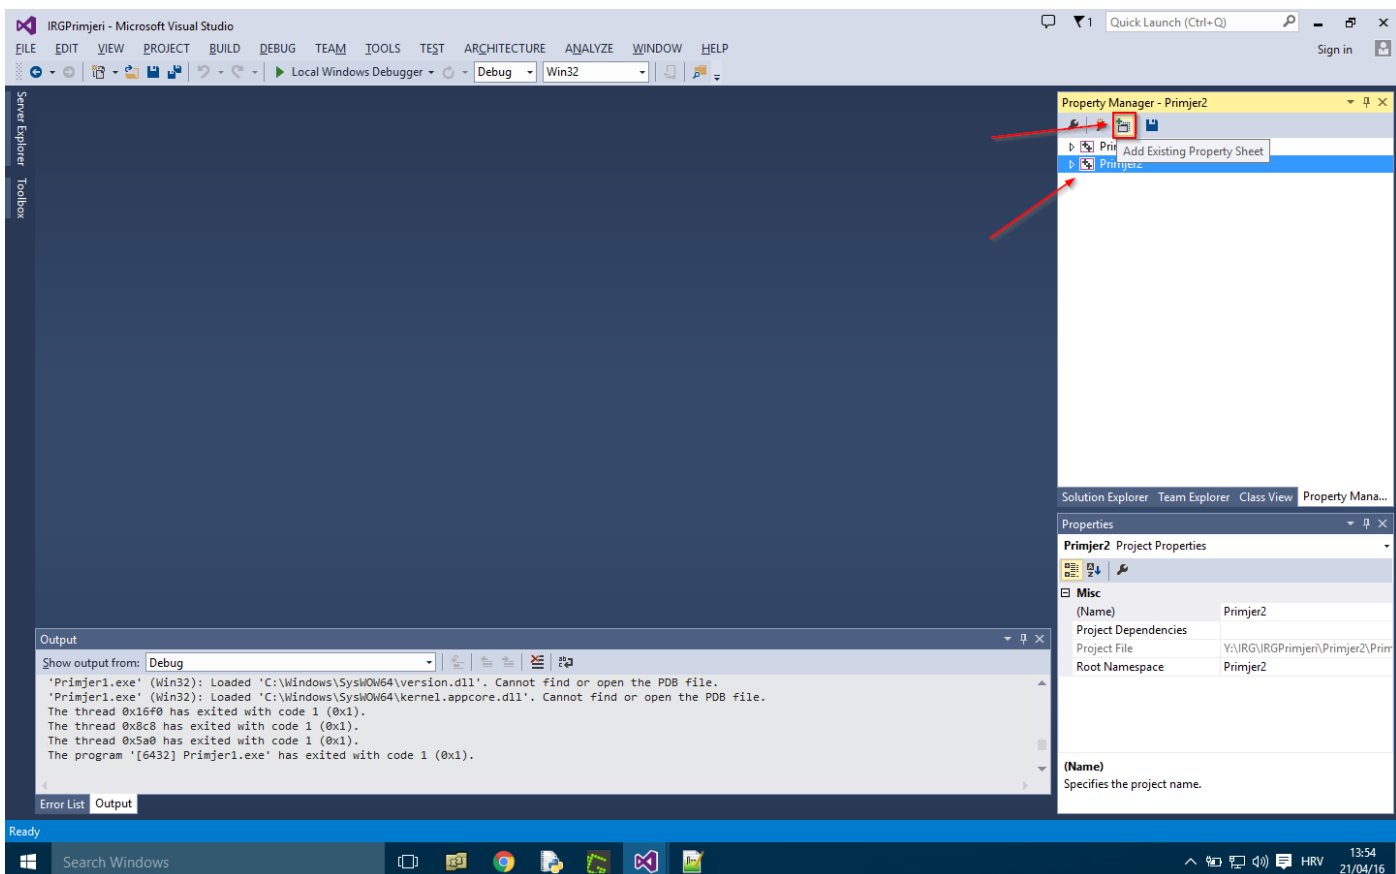 IRGPrimjeri - Microsoft Visual Studio
1 Quick Launch (Ctrl+Q)
FILE EDIT VIEW PROJECT BUILD DEBUG TEAM TOOLS TEST ARCHITECTURE ANALYZE WINDOW HELP
Sign in
Local Windows Debugger Debug Win32
Server Explorer
Toolbox
Property Manager - Primjer2
Add Existing Property Sheet
Primjer2
Solution Explorer Team Explorer Class View Property Mana...
Properties
Primjer2 Project Properties
Misc
(Name) Primjer2
Project Dependencies
Project File Y:\IRG\IRGPrimjeri\Primjer2\Prim
Root Namespace Primjer2
(Name)
Specifies the project name.
Output
Show output from: Debug
'Primjer1.exe' (Win32): Loaded 'C:\Windows\SysWOW64\version.dll'. Cannot find or open the PDB file.
'Primjer1.exe' (Win32): Loaded 'C:\Windows\SysWOW64\kernel.appcore.dll'. Cannot find or open the PDB file.
The thread 0x16f0 has exited with code 1 (0x1).
The thread 0x8c8 has exited with code 1 (0x1).
The thread 0x5a0 has exited with code 1 (0x1).
The program '[6432] Primjer1.exe' has exited with code 1 (0x1).
Error List Output
Ready
Search Windows
HRV
13:54
21/04/16